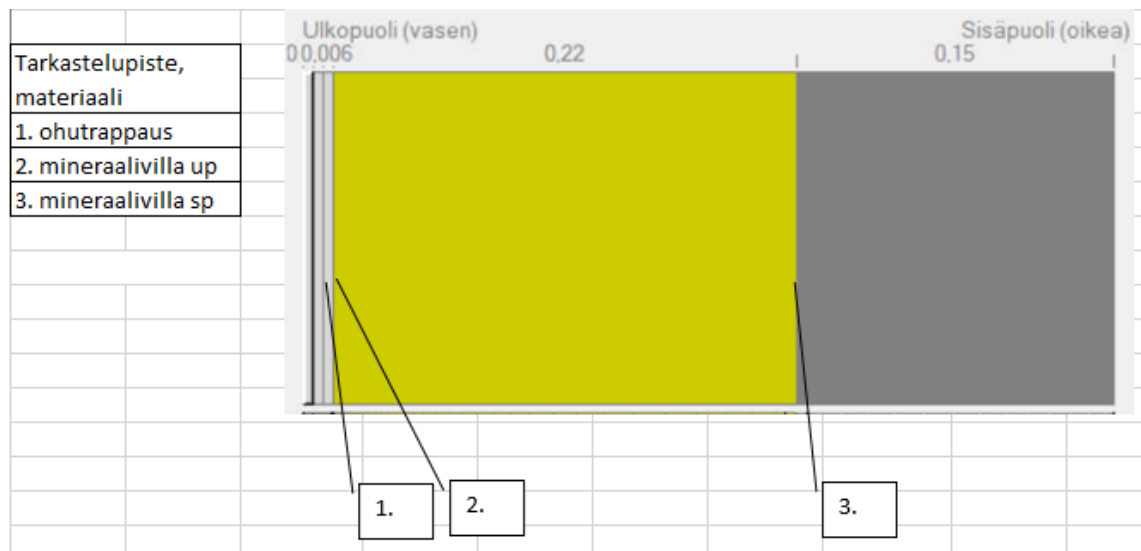 Ulkopuoli (vasen) Sisäpuoli (oikea)
0 0,006 0,22 0,15
Tarkastelupiste,
materiaali
1. ohutrappaus
2. mineraalivilla up
3. mineraalivilla sp
1. 2. 3.